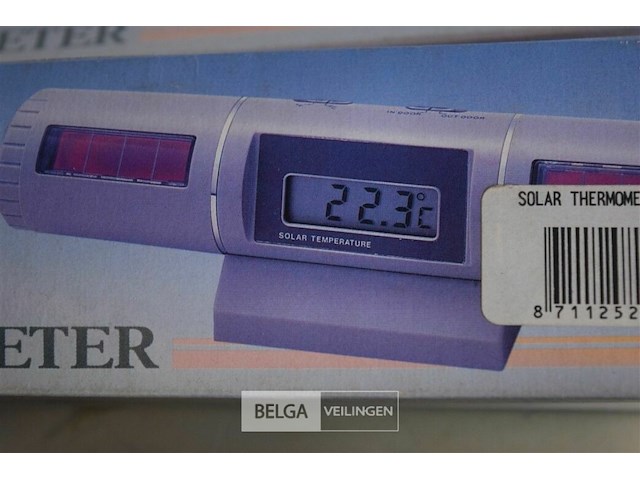 ETER
IN DOOR OUT DOOR
22.3°C
SOLAR TEMPERATURE
SOLAR THERMOME
8 711252
ETER
BELGA VEILINGEN